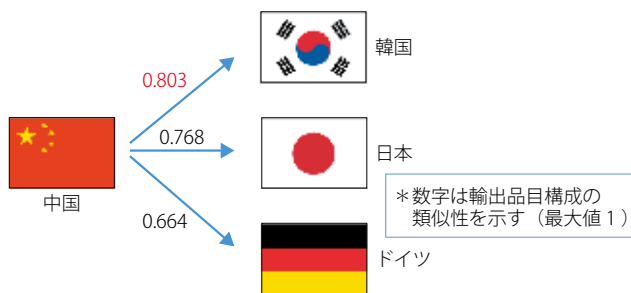 韓国
0.803
0.768
日本
中国
＊数字は輸出品目構成の
類似性を示す（最大値１）
0.664
ドイツ